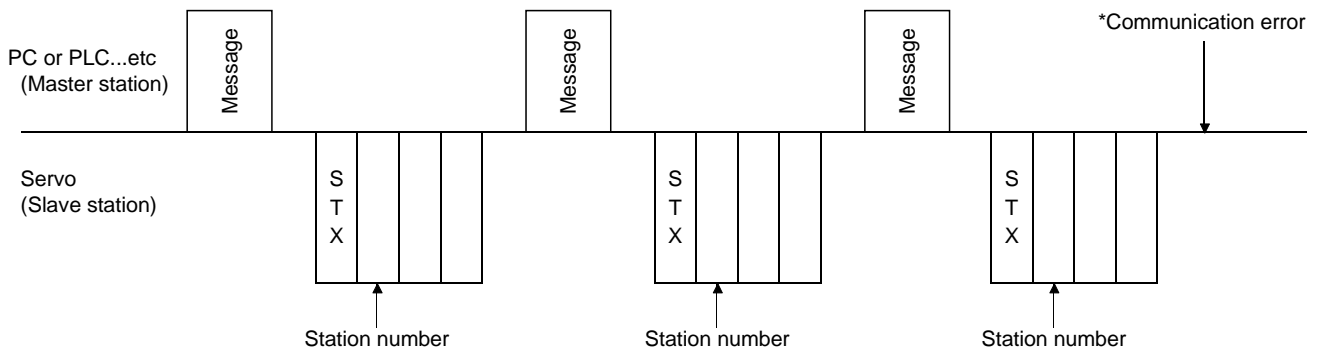 *Communication error
PC or PLC...etc
(Master station)
Message
Message
Message
Servo
(Slave station)
S
T
X
S
T
X
S
T
X
Station number
Station number
Station number